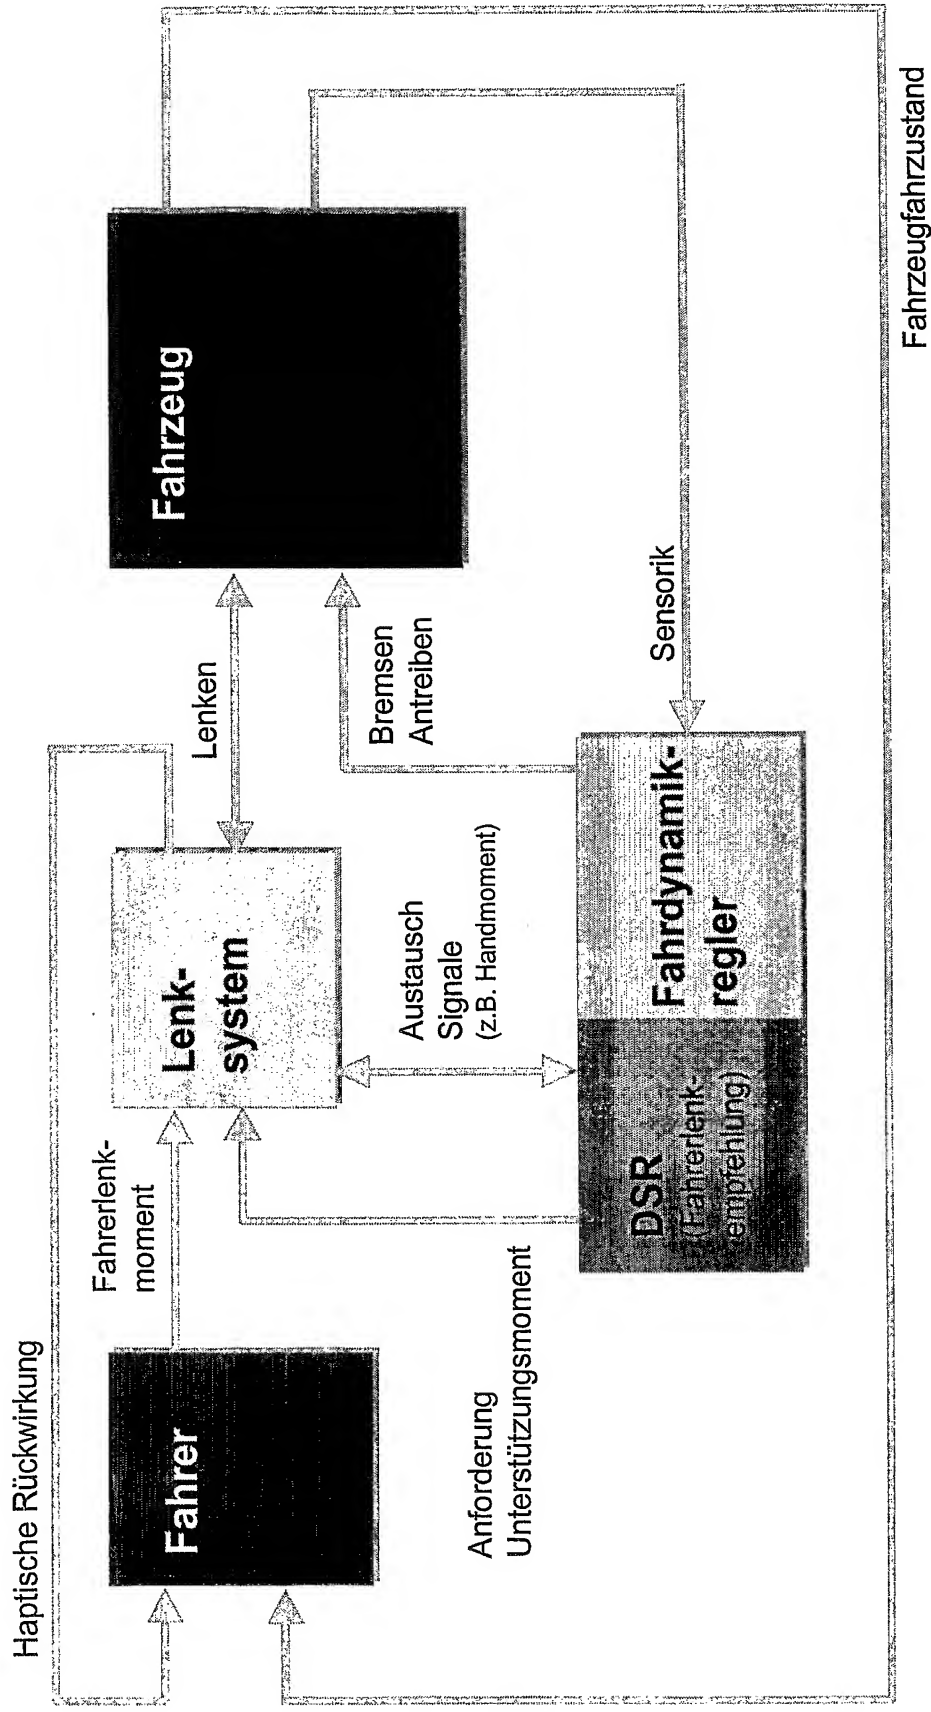 Haptische Rückwirkung
Fahrer
Fahrerlenk-
moment
Lenk-
system
Lenken
Fahrzeug
Bremsen
Antreiben
Austausch
Signale
(z.B. Handmoment)
Anforderung
Unterstützungsmoment
DSR
(Fahrerlenk-
empfehlung)
Fahrdynamik-
regler
Sensorik
Fahrzeugfahrzustand